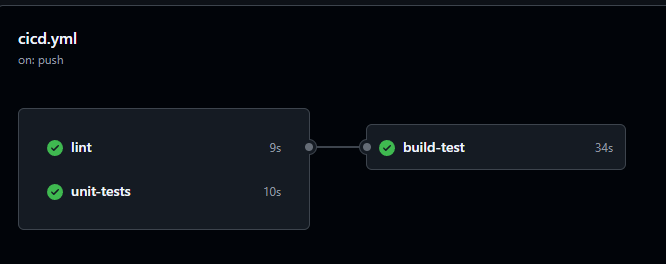 cicd.yml
on: push
lint 9s
unit-tests 10s
build-test 34s